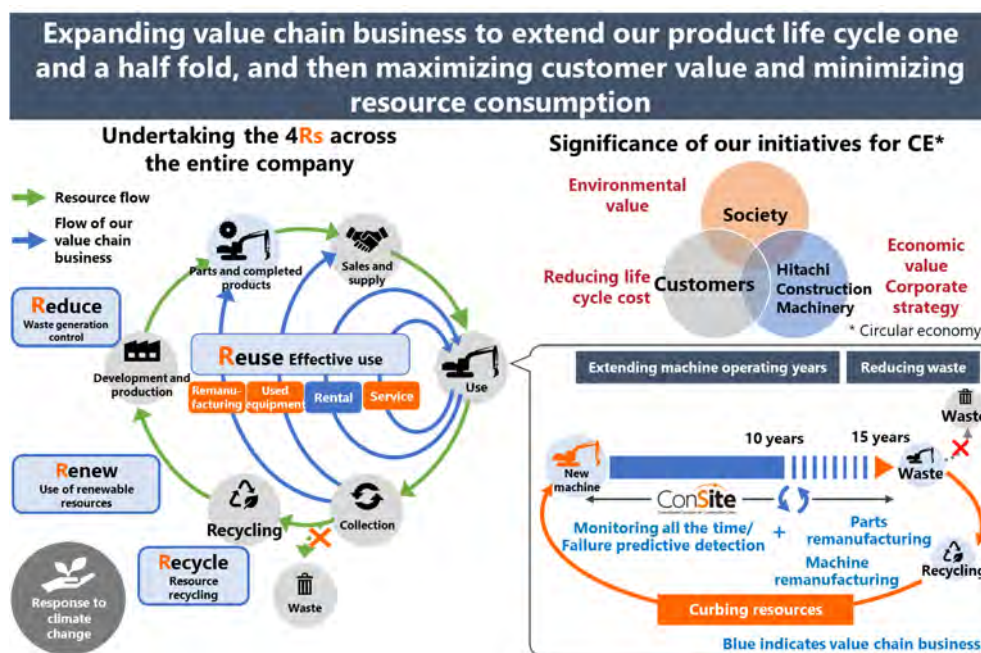 Expanding value chain business to extend our product life cycle one
and a half fold, and then maximizing customer value and minimizing
resource consumption
Undertaking the 4Rs across
the entire company
Resource flow
Flow of our
value chain
business
Parts and completed
products
Sales and
supply
Reduce
Waste generation
control
Development and
production
Reuse Effective use
Remanu-
facturing
Used
equipment
Rental
Service
Use
Renew
Use of renewable
resources
Recycling
Collection
Recycle
Resource
recycling
Waste
Response to
climate
change
Significance of our initiatives for CE*
Environmental
value
Society
Reducing life
cycle cost
Customers
Hitachi
Construction
Machinery
Economic
value
Corporate
strategy
* Circular economy
Extending machine operating years
Reducing waste
Waste
10 years
15 years
New
machine
Waste
ConSite
Monitoring all the time/
Failure predictive detection
+
Parts
remanufacturing
Machine
remanufacturing
Recycling
Curbing resources
Blue indicates value chain business